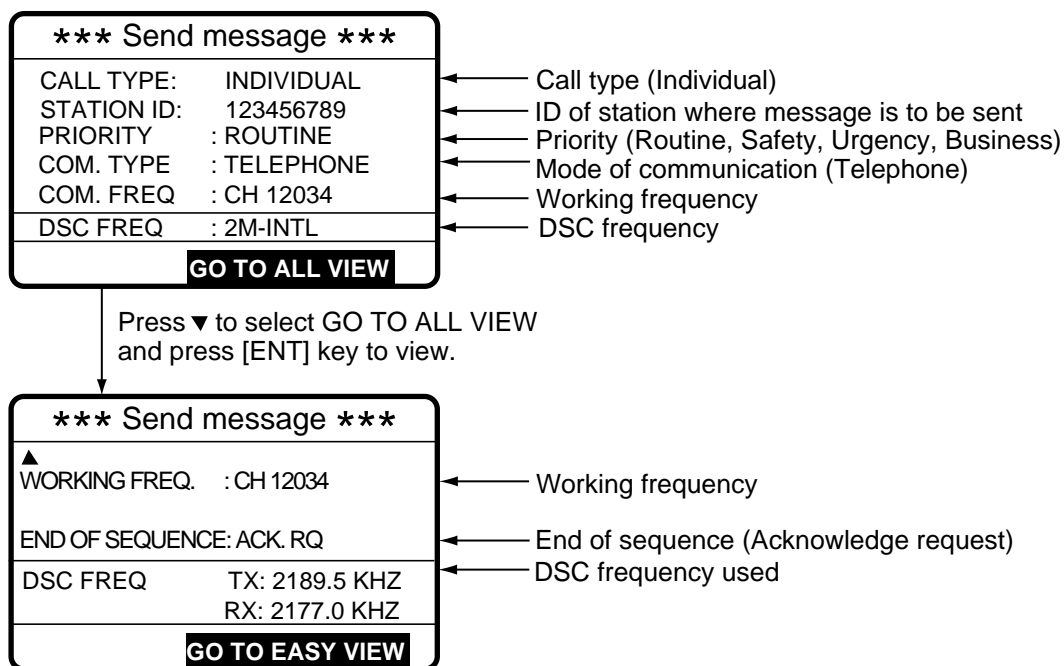 *** Send message ***
CALL TYPE: INDIVIDUAL
STATION ID: 123456789
PRIORITY : ROUTINE
COM. TYPE : TELEPHONE
COM. FREQ : CH 12034
DSC FREQ : 2M-INTL
GO TO ALL VIEW
Call type (Individual)
ID of station where message is to be sent
Priority (Routine, Safety, Urgency, Business)
Mode of communication (Telephone)
Working frequency
DSC frequency
Press ▼ to select GO TO ALL VIEW
and press [ENT] key to view.
*** Send message ***
▲
WORKING FREQ. : CH 12034
END OF SEQUENCE: ACK. RQ
DSC FREQ TX: 2189.5 KHZ
RX: 2177.0 KHZ
GO TO EASY VIEW
Working frequency
End of sequence (Acknowledge request)
DSC frequency used